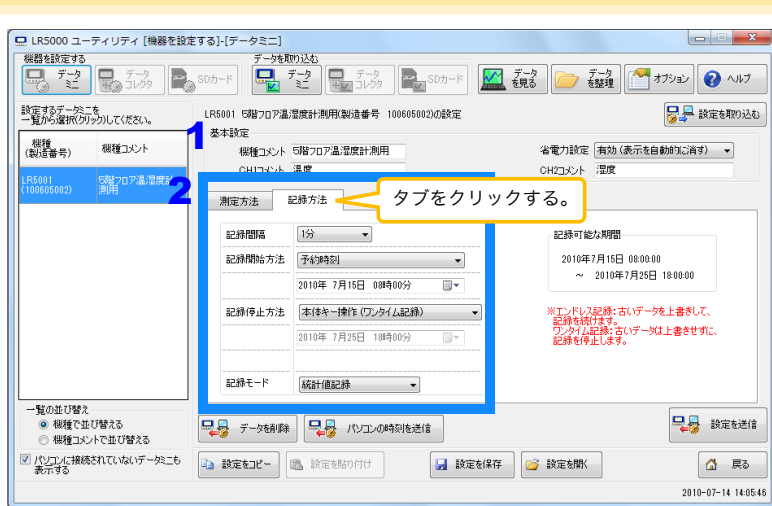 LR5000 ユーティリティ [機器を設定する]-[データミニ]
機器を設定する
データを取り込む
データ
ミニ
データ
コレクタ
SDカード
データ
ミニ
データ
コレクタ
SDカード
データ
を見る
データ
を整理
オプション
ヘルプ
設定するデータミニを
一覧から選択(クリック)してください。
機種
(製造番号)
機種コメント
LR5001
(100605002)
5階フロア温湿度計
測用
1
2
LR5001 5階フロア温湿度計測用(製造番号 100605002)の設定
設定を取り込む
基本設定
機種コメント
5階フロア温湿度計測用
省電力設定
有効 (表示を自動的に消す)
CH1コメント
温度
CH2コメント
湿度
測定方法
記録方法
タブをクリックする。
記録間隔
1分
記録開始方法
予約時刻
2010年 7月15日 08時00分
記録停止方法
本体キー操作 (ワンタイム記録)
2010年 7月25日 18時00分
記録モード
統計値記録
記録可能な期間
2010年7月15日 08:00:00
~ 2010年7月25日 18:00:00
※エンドレス記録:古いデータを上書きして、
記録を続けます。
ワンタイム記録:古いデータは上書きせずに、
記録を停止します。
一覧の並び替え
機種で並び替える
機種コメントで並び替える
パソコンに接続されていないデータミニも
表示する
データを削除
パソコンの時刻を送信
設定を送信
設定をコピー
設定を貼り付け
設定を保存
設定を開く
戻る
2010-07-14 14:05:46